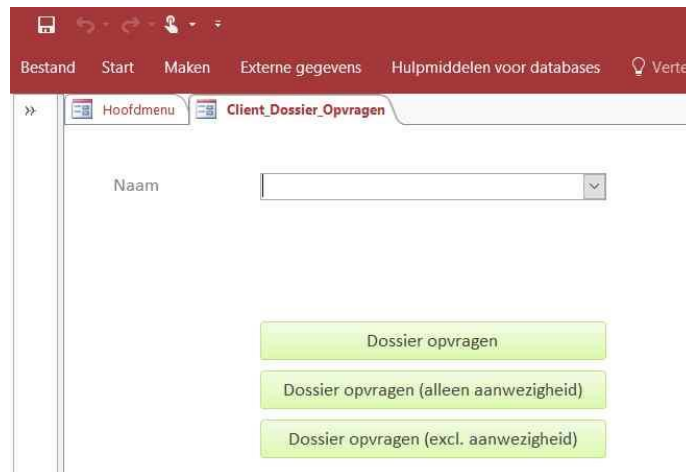 Bestand Start Maken Externe gegevens Hulpmiddelen voor databases
Hoofdmenu Client_Dossier_Opvragen
Naam
Dossier opvragen
Dossier opvragen (alleen aanwezigheid)
Dossier opvragen (excl. aanwezigheid)